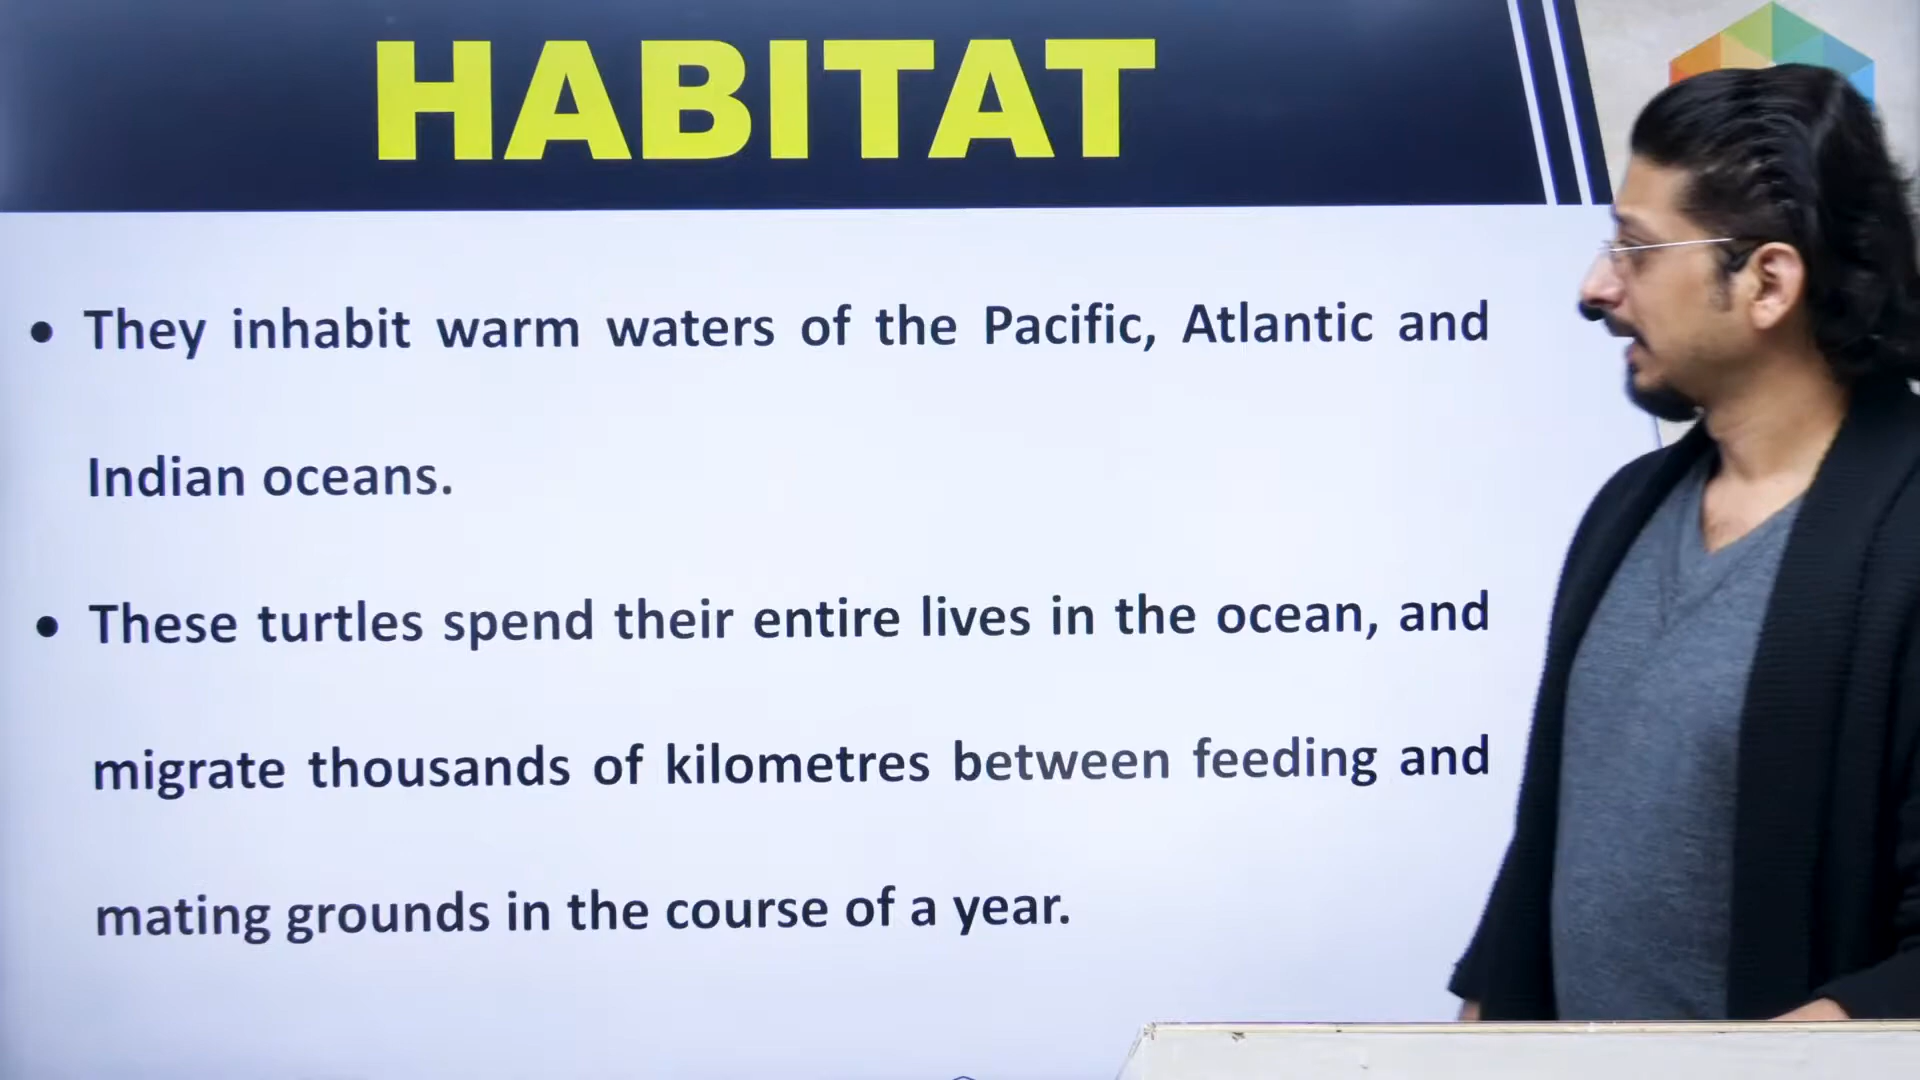 HABITAT
• They inhabit warm waters of the Pacific, Atlantic and
Indian oceans.
• These turtles spend their entire lives in the ocean, and
migrate thousands of kilometres between feeding and
mating grounds in the course of a year.